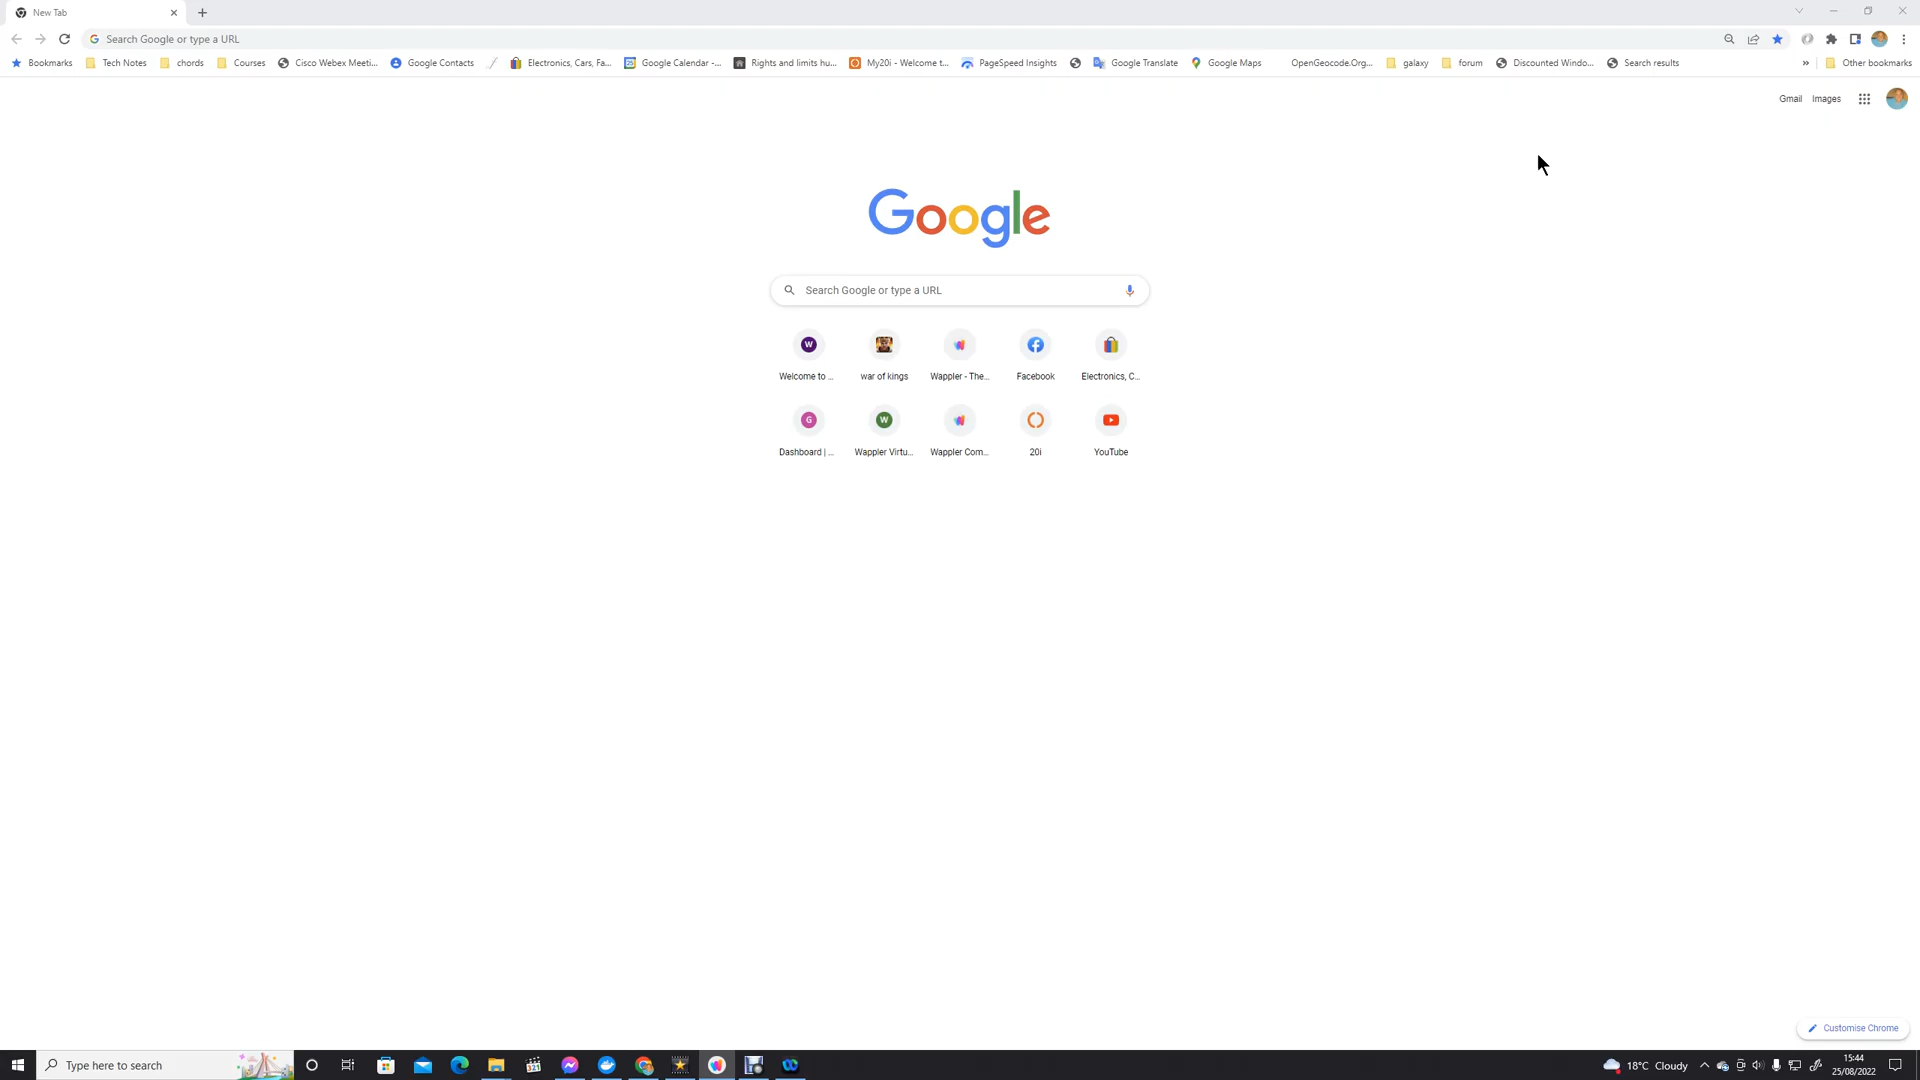 New Tab
Search Google or type a URL
Bookmarks Tech Notes chords Courses Cisco Webex Meeti... Google Contacts Electronics, Cars, Fa... Google Calendar -... Rights and limits hu... My20i - Welcome t... PageSpeed Insights Google Translate Google Maps OpenGeocode.Org... galaxy forum Discounted Windo... Search results » Other bookmarks
Gmail Images
Google
Search Google or type a URL
W
Welcome to ... war of kings Wappler - The... Facebook Electronics, C...
G W
Dashboard | ... Wappler Virtu... Wappler Com... 20i YouTube
Customise Chrome
Type here to search
18°C Cloudy
15:44
25/08/2022